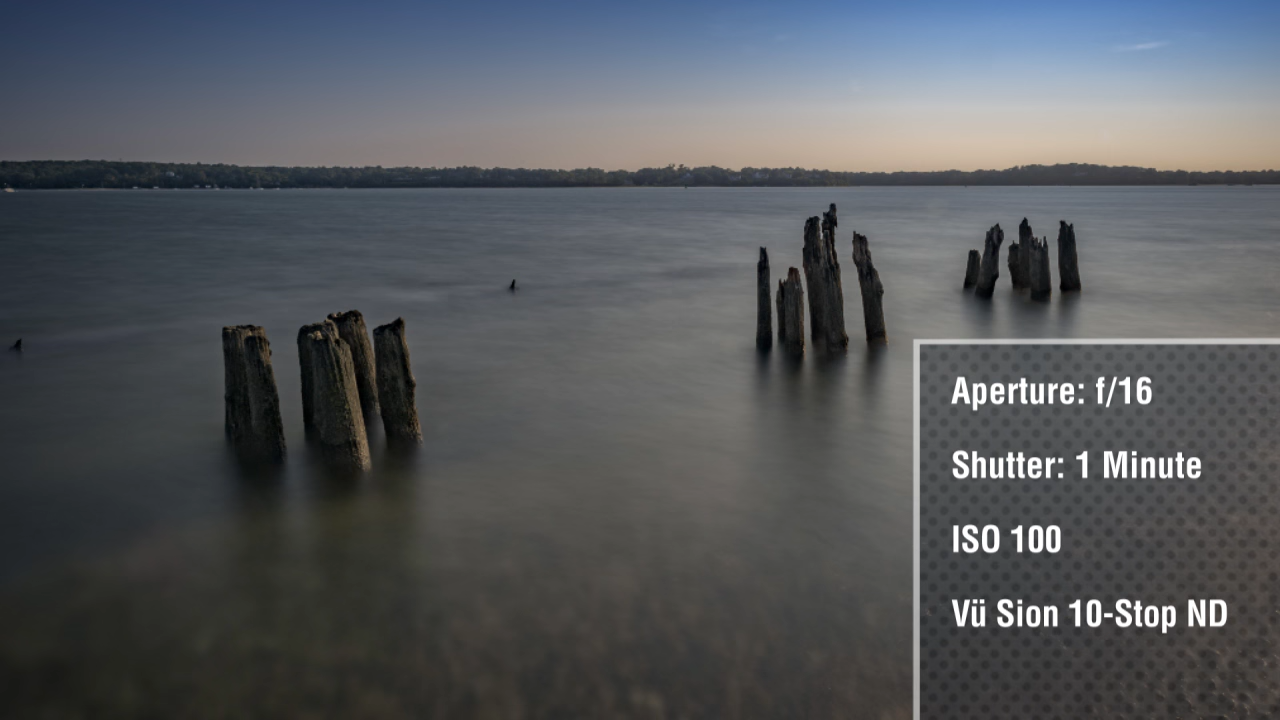 Aperture: f/16
Shutter: 1 Minute
ISO 100
Vü Sion 10-Stop ND